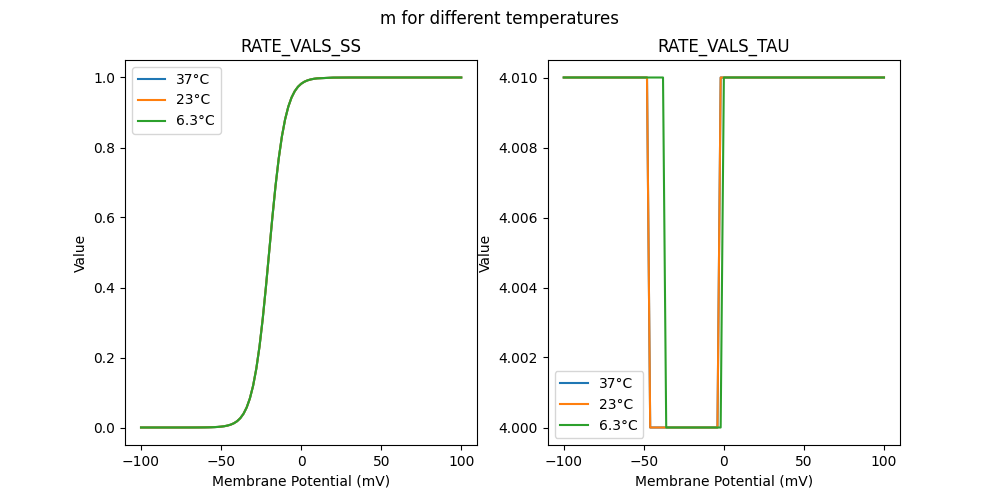 m for different temperatures
RATE_VALS_SS
37°C
23°C
6.3°C
Value
1.0
0.8
0.6
0.4
0.2
0.0
−100
−50
0
50
100
Membrane Potential (mV)
RATE_VALS_TAU
Value
4.010
4.008
4.006
4.004
4.002
4.000
37°C
23°C
6.3°C
−100
−50
0
50
100
Membrane Potential (mV)